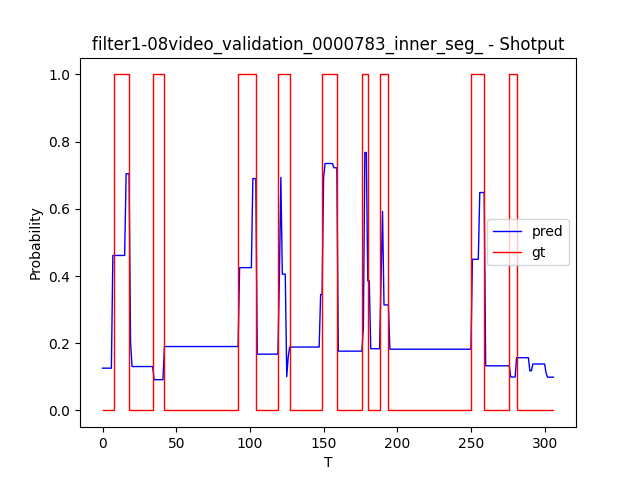 filter1-08video_validation_0000783_inner_seg_ - Shotput
1.0
0.8
0.6
0.4
0.2
0.0
Probability
pred
gt
0 50 100 150 200 250 300
T